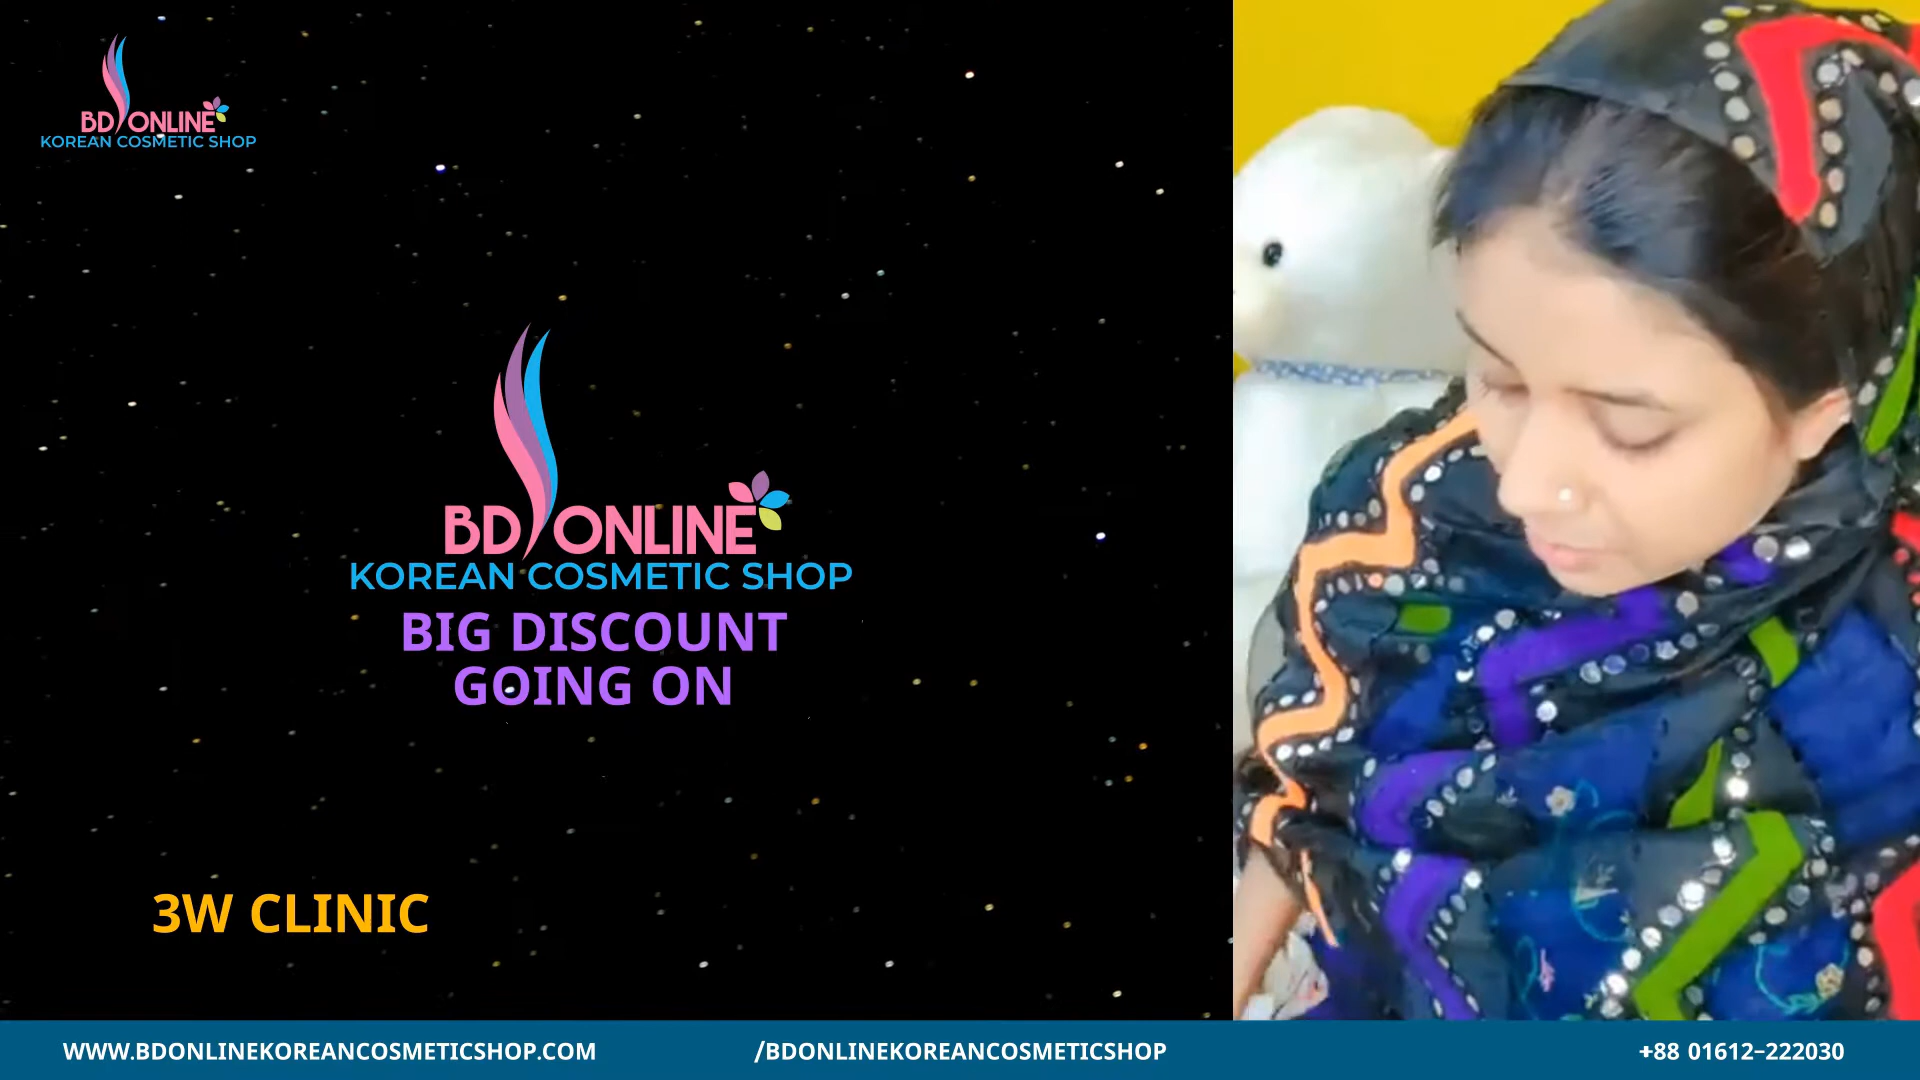 BD ONLINE
KOREAN COSMETIC SHOP
BD ONLINE
KOREAN COSMETIC SHOP
BIG DISCOUNT
GOING ON
3W CLINIC
WWW.BDONLINEKOREANCOSMETICSHOP.COM
/BDONLINEKOREANCOSMETICSHOP
+88 01612-222030